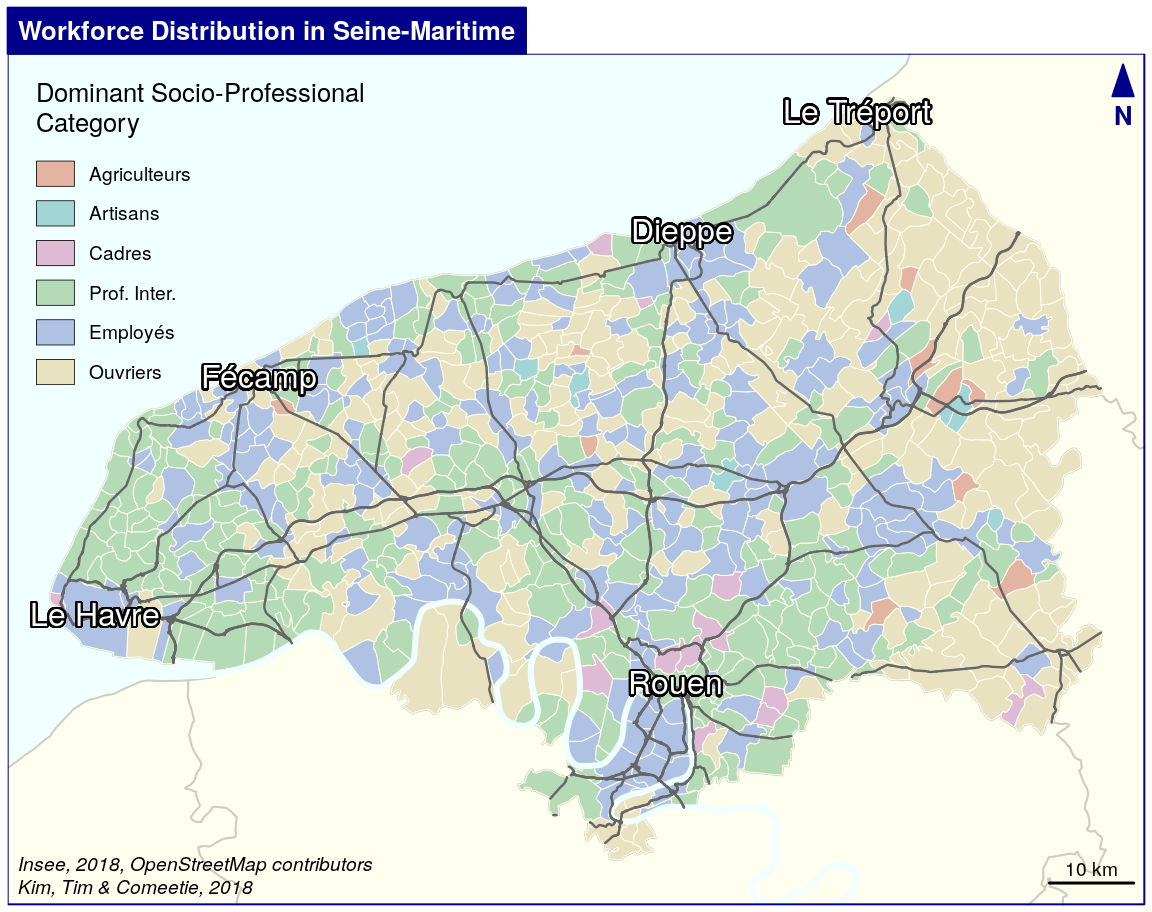 Workforce Distribution in Seine-Maritime
Dominant Socio-Professional
Category
Agriculteurs
Artisans
Cadres
Prof. Inter.
Employés
Ouvriers
Le Tréport
N
Dieppe
Fécamp
Le Havre
Rouen
Insee, 2018, OpenStreetMap contributors
Kim, Tim & Comeetie, 2018
10 km